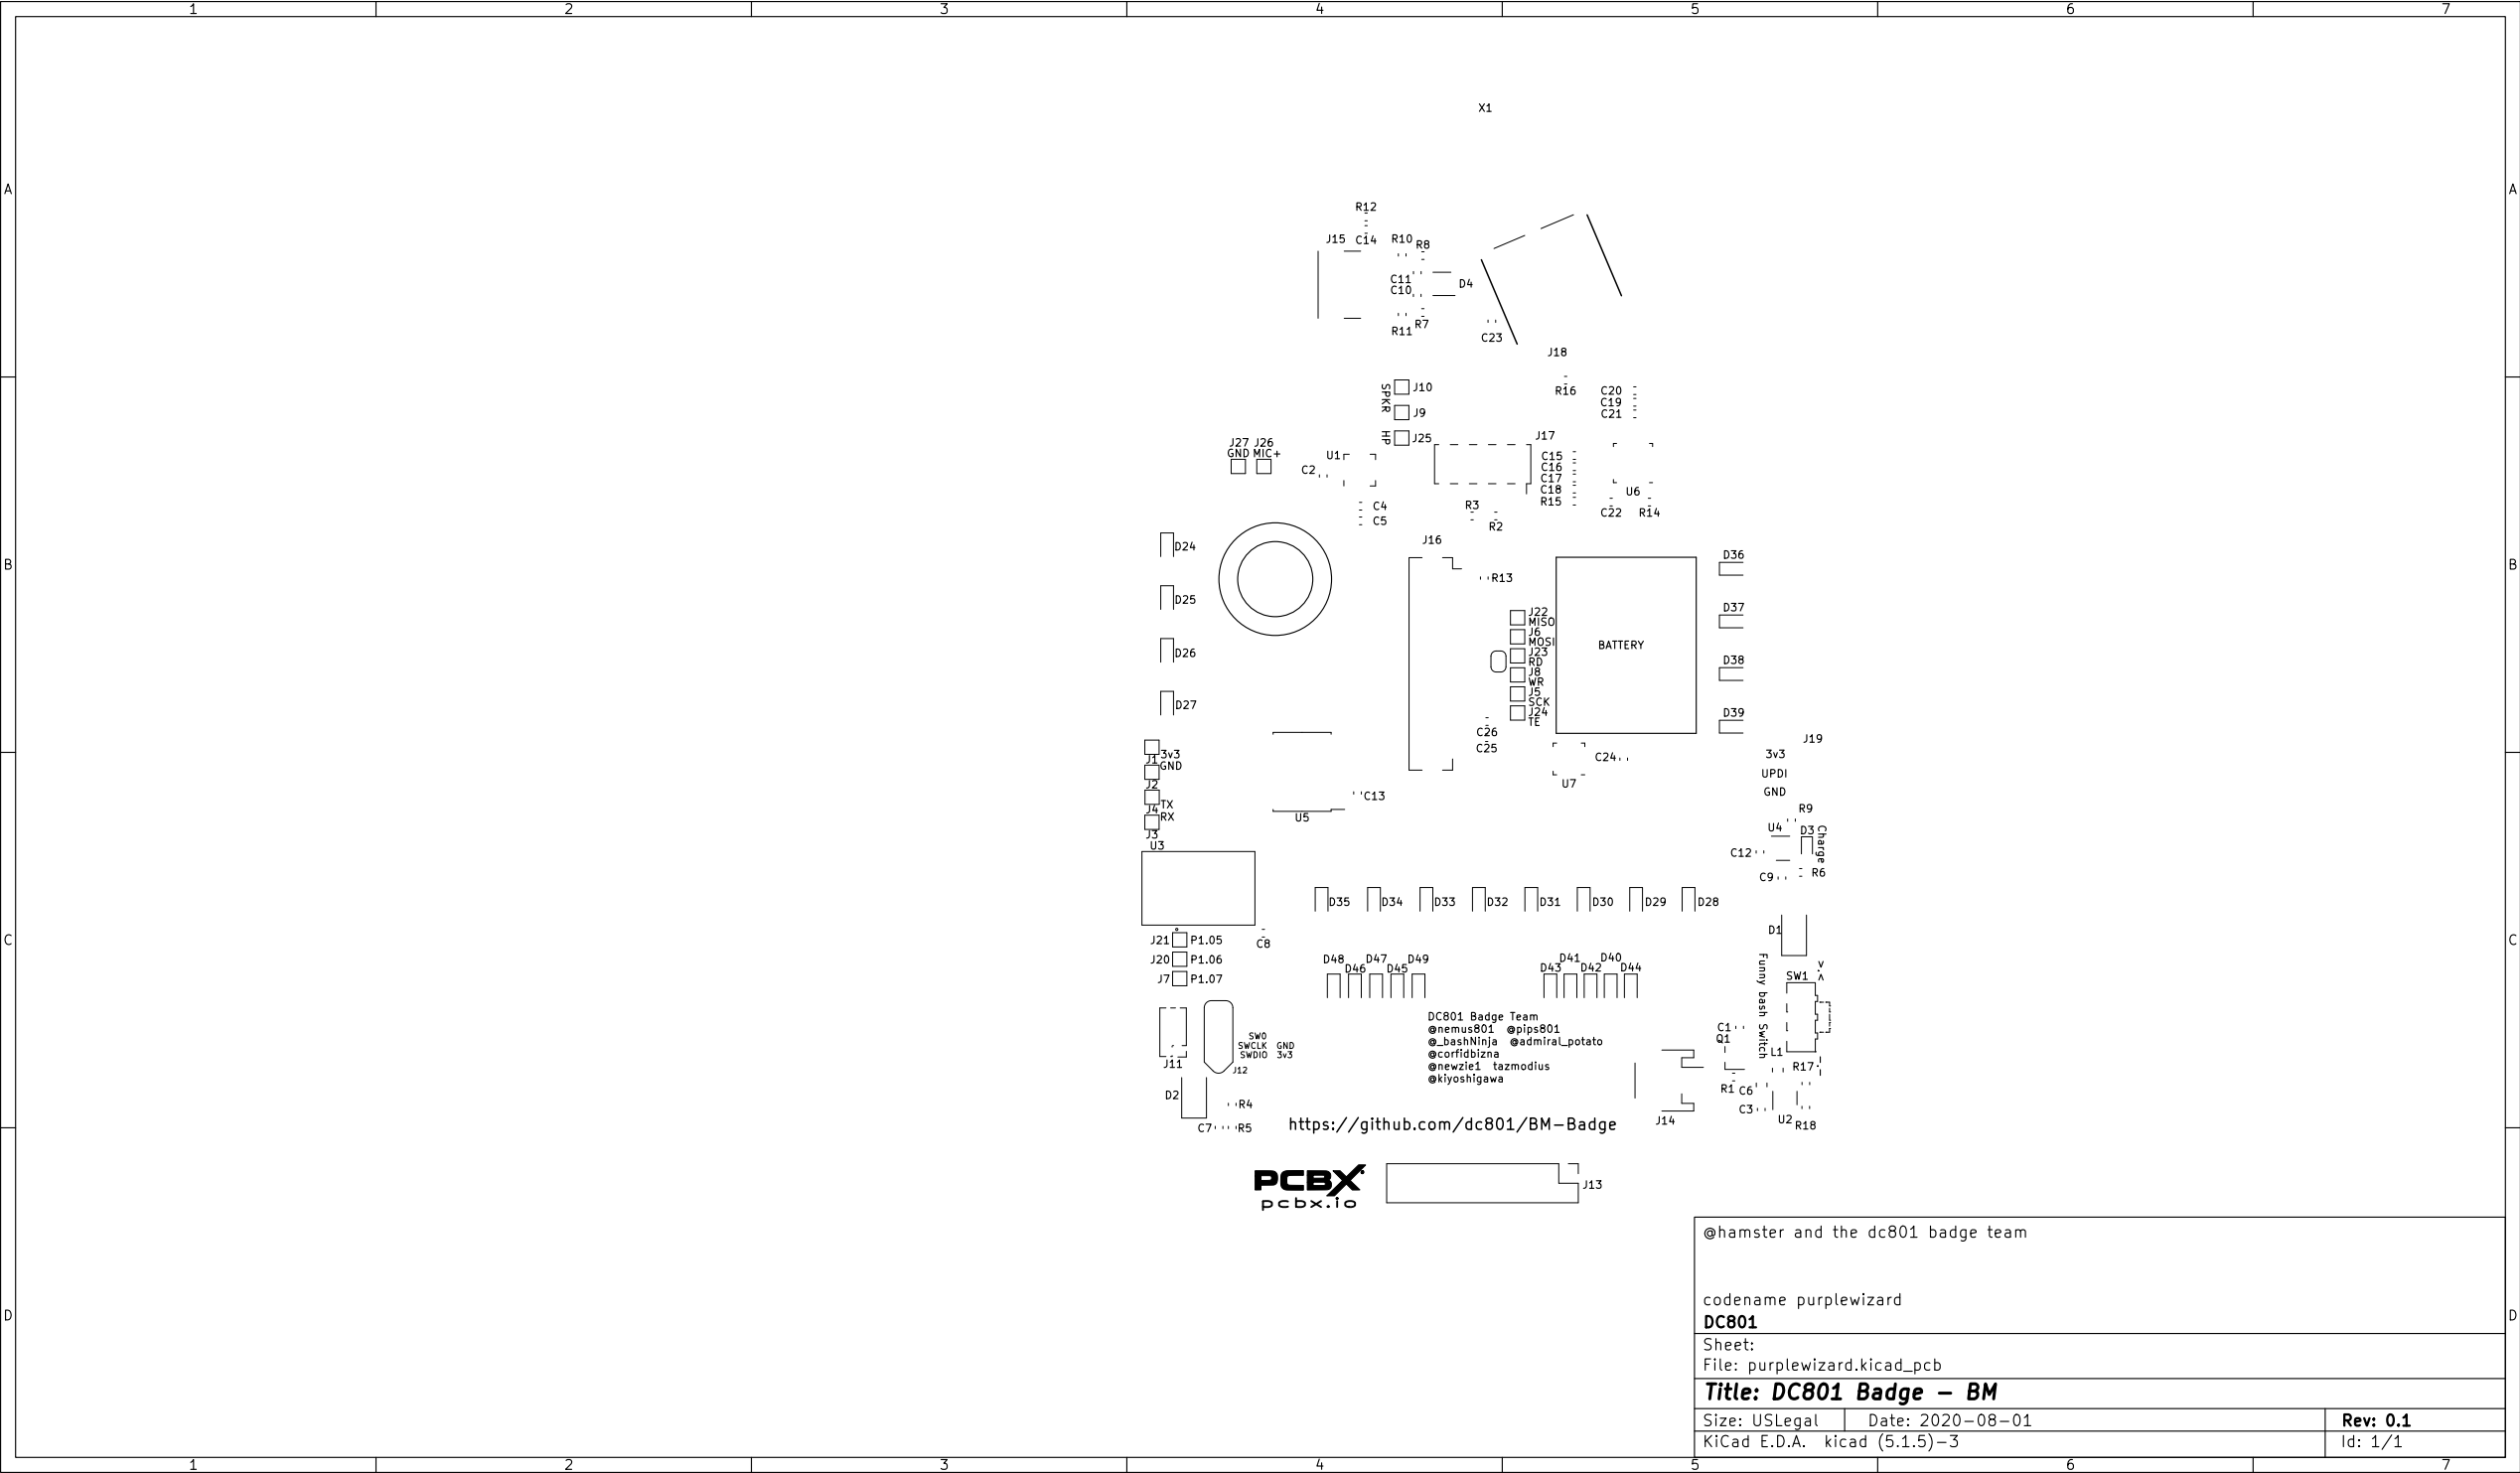 1 2 3 4 5 6 7
A A
X1
R12
J15 C14 R10 R8
C11
C10 D4
R11 R7
C23
J18
R16
C20
C19
C21
SPKR
J10
J9
HP
J25
J17
J27 J26
GND MIC+
U1
C2
C15
C16
C17
C18
R15
U6
C22 R14
C4
C5
R3
R2
J16
B B
D24
D25
D26
D27
R13
J22
MISO
J6
MOSI
J23
RD
J8
WR
J5
SCK
J24
TE
BATTERY
D36
D37
D38
D39
C26
C25
C24
U7
J19
3v3
UPDI
GND
J1 3v3
GND
J2
TX
J4
RX
J3
U3
C13
U5
R9
U4 D3
Charge
C12
C9 R6
D35 D34 D33 D32 D31 D30 D29 D28
D1
C C
J21 P1.05
J20 P1.06
J7 P1.07
C8
D48 D47 D49
D46 D45
D41 D40
D43 D42 D44
Funny bash Switch
>.<
SW1
DC801 Badge Team
@nemus801 @pips801
@_bashNinja @admiral_potato
@corfidbizna
@newzie1 tazmodius
@kiyoshigawa
SWO
SWCLK GND
SWDIO 3v3
J11
J12
C1
Q1
L1
R17
R1 C6
C3
U2
R18
D2
R4
C7 R5
J14
https://github.com/dc801/BM-Badge
PCBX
pcbx.io
J13
D D
@hamster and the dc801 badge team
codename purplewizard
DC801
Sheet:
File: purplewizard.kicad_pcb
Title: DC801 Badge - BM
Size: USLegal Date: 2020-08-01 Rev: 0.1
KiCad E.D.A. kicad (5.1.5)-3 Id: 1/1
1 2 3 4 5 6 7